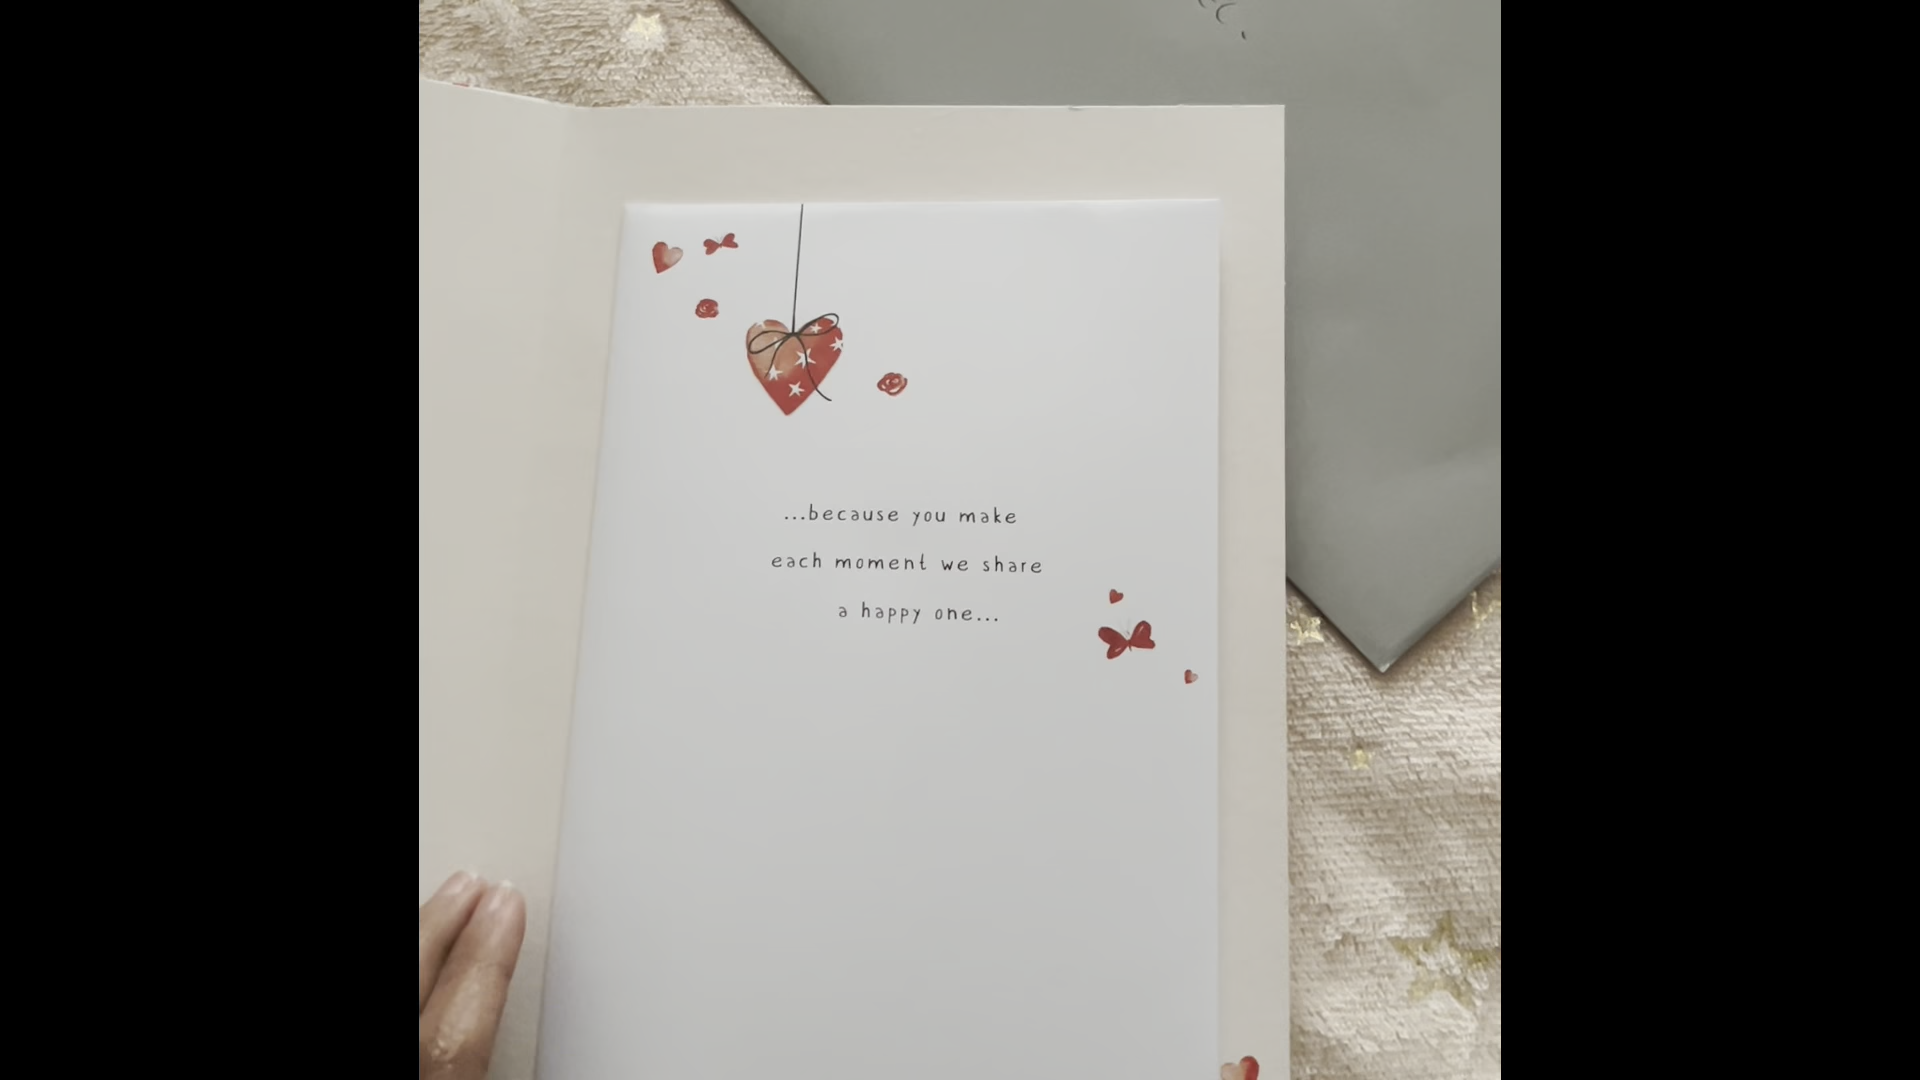 ...because you make
each moment we share
a happy one...